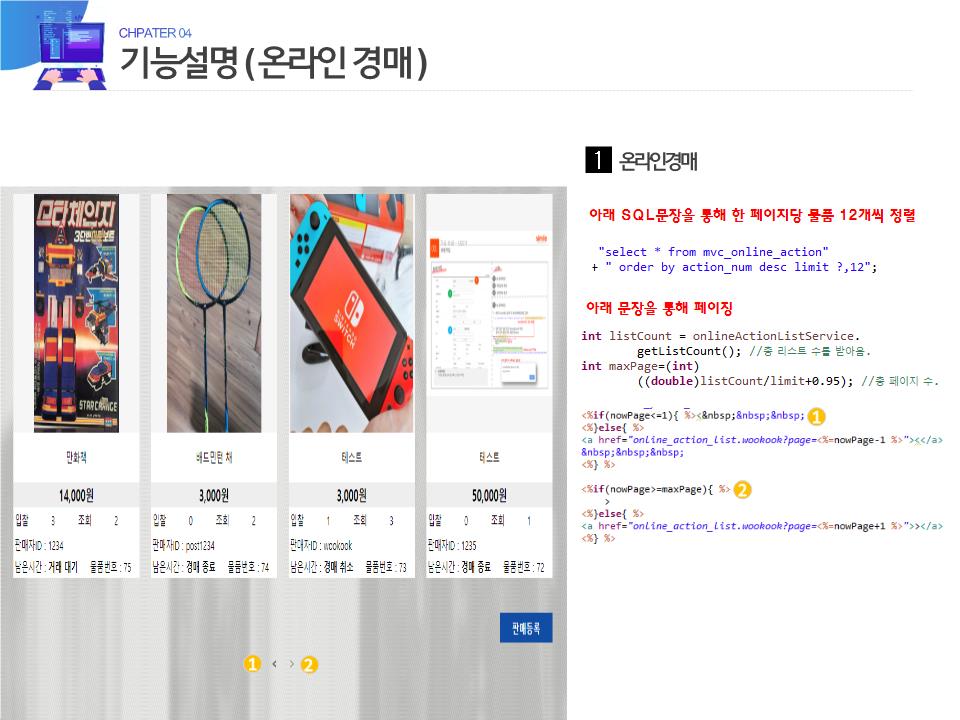 CHPATER 04
기능설명 ( 온라인 경매 )
1 온라인경매
아래 SQL문장을 통해 한 페이지당 물품 12개씩 정렬
"select * from mvc_online_action"
+ " order by action_num desc limit ?,12";
아래 문장을 통해 페이징
int listCount = onlineActionListService.
getListCount(); //총 리스트 수를 받아옴.
int maxPage=(int)
((double)listCount/limit+0.95); //총 페이지 수.
<%if(nowPage<=1){ %><&nbsp;&nbsp;&nbsp; 1
<%}else{ %>
<a href="online_action_list.wookook?page=<%=nowPage-1 %>"><</a>
&nbsp;&nbsp;&nbsp;
<%} %>
<%if(nowPage>=maxPage){ %> 2
>
<%}else{ %>
<a href="online_action_list.wookook?page=<%=nowPage+1 %>">></a>
<%} %>
3단변
STAR CHANGE
만화책
14,000원
입찰 3 조회 2
판매자ID : 1234
남은시간 : 거래 대기 물품번호 : 75
배드민턴 채
3,000원
입찰 0 조회 2
판매자ID : post1234
남은시간 : 경매 종료 물품번호 : 74
SWITCH
테스트
3,000원
입찰 1 조회 3
판매자ID : wookook
남은시간 : 경매 취소 물품번호 : 73
테스트
50,000원
입찰 0 조회 1
판매자ID : 1235
남은시간 : 경매 종료 물품번호 : 72
판매등록
1 < > 2